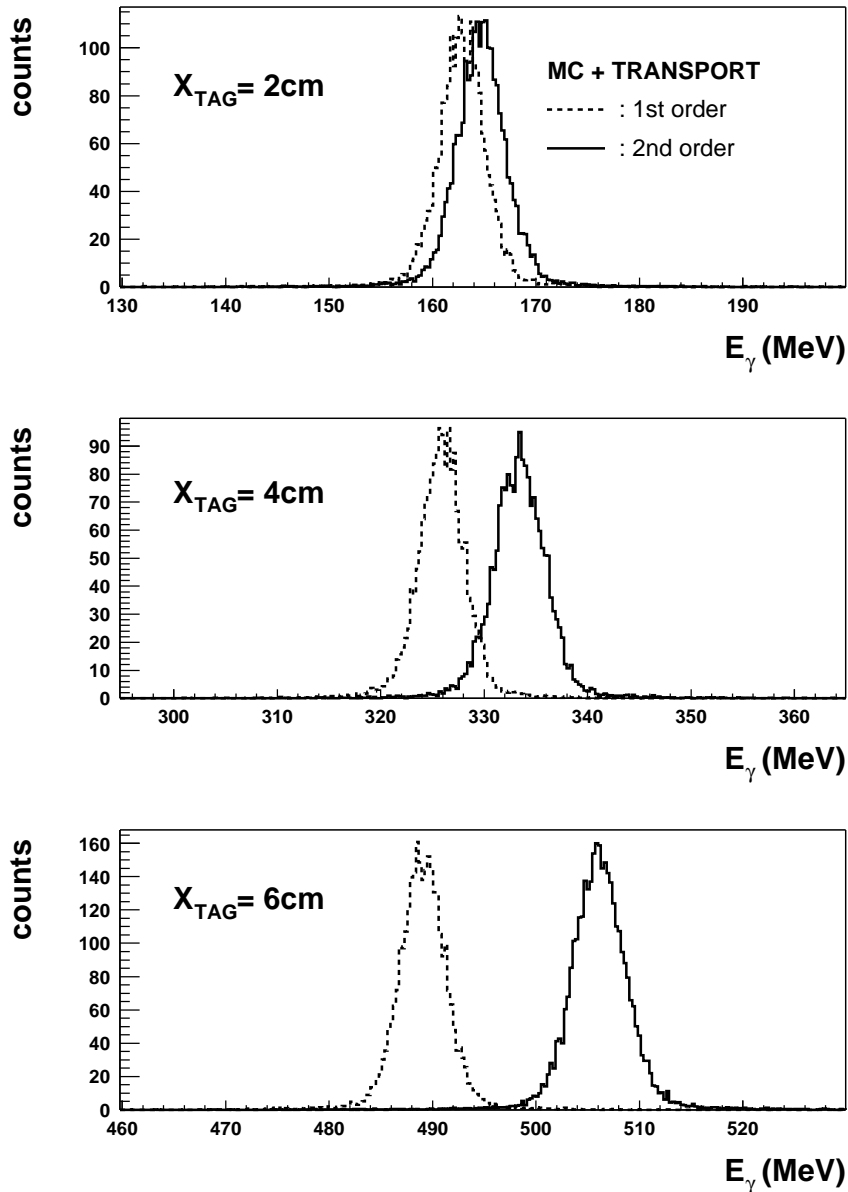 counts
100
80
60
40
20
0
X_TAG = 2cm
MC + TRANSPORT
: 1st order
: 2nd order
130 140 150 160 170 180 190
E_γ (MeV)
counts
90
80
70
60
50
40
30
20
10
0
X_TAG = 4cm
300 310 320 330 340 350 360
E_γ (MeV)
counts
160
140
120
100
80
60
40
20
0
X_TAG = 6cm
460 470 480 490 500 510 520
E_γ (MeV)